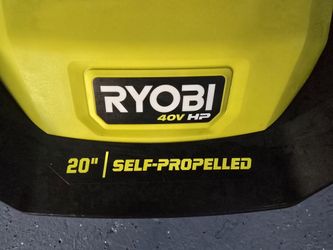 RYOBI
40V HP
20" | SELF-PROPELLED